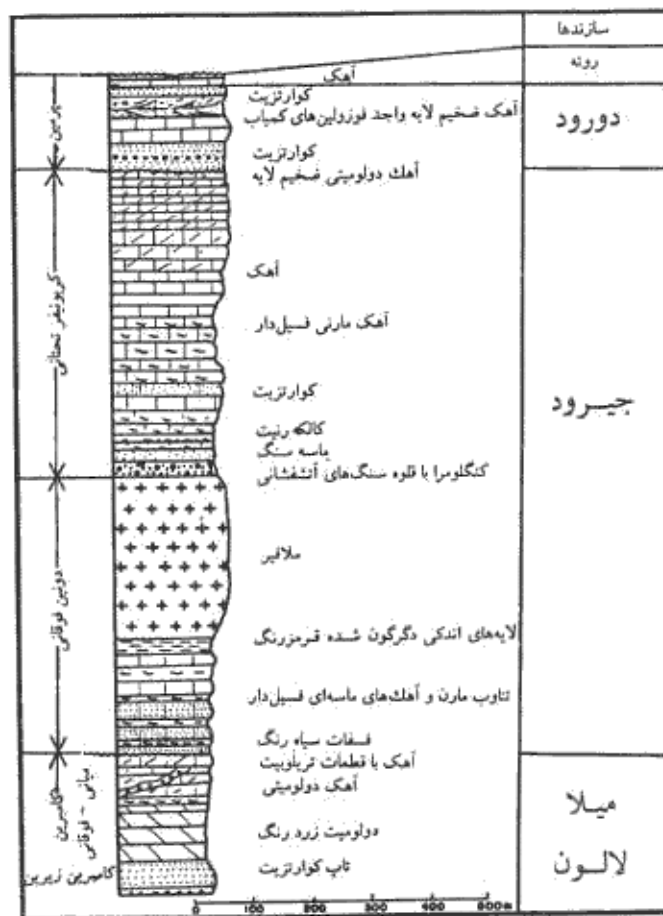 سازندها
روته
آهک
کوارتزیت
آهک ضخیم لایه واجد فوزولین‌های کمیاب
دورود
کوارتزیت
آهک دولومیتی ضخیم لایه
پرمین
آهک
آهک مارنی فسیل‌دار
کوارتزیت
جیرود
کالکه رنیت
ماسه سنگ
کنگلومرا با قلوه سنگ‌های آتشفشانی
کربونیفر تحتانی
ملافیر
لایه‌های اندکی دگرگون شده قرمزرنگ
تناوب مارن و آهک‌های ماسه‌ای فسیل‌دار
فسفات سیاه رنگ
دونین فوقانی
آهک با قطعات تریلوبیت
آهک دولومیتی
میلا
دولومیت زرد رنگ
لالون
تاپ کوارتزیت
کامبرین
میانی - فوقانی
کامبرین زیرین
0 100 200 300 400 500m